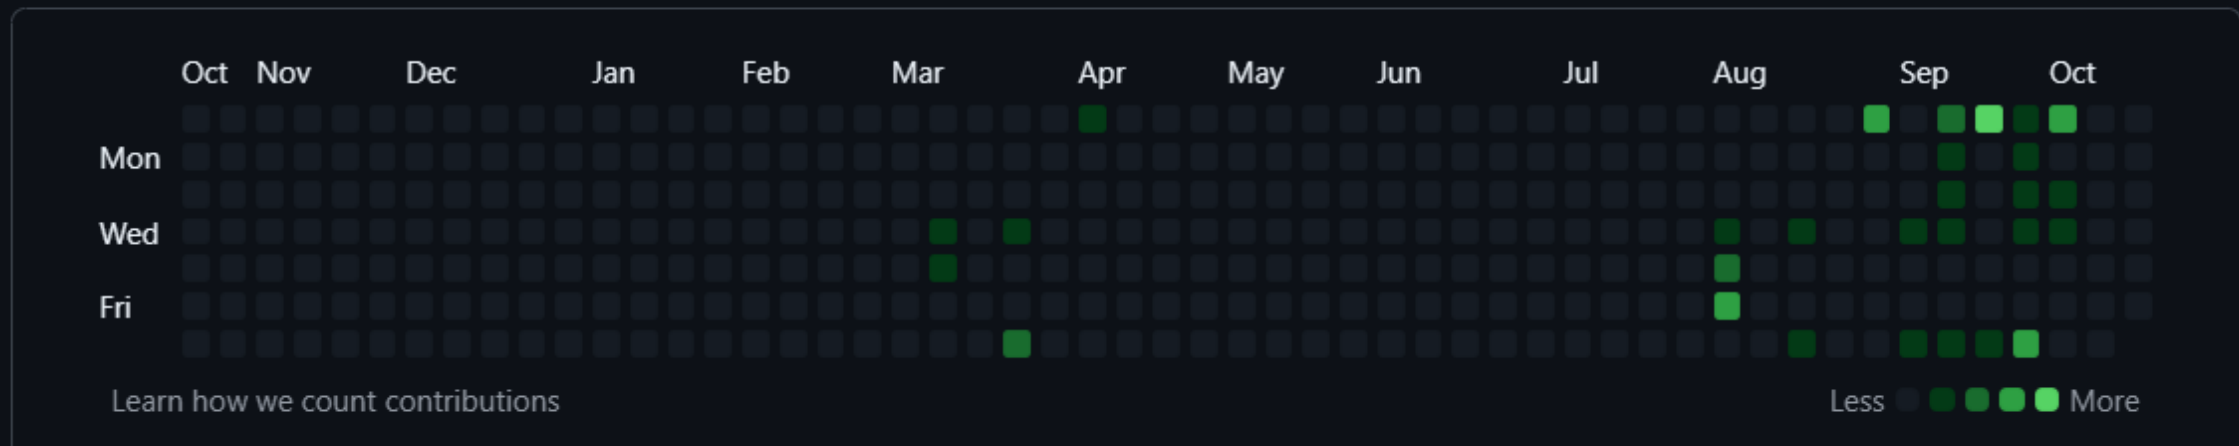 Oct Nov Dec Jan Feb Mar Apr May Jun Jul Aug Sep Oct
Mon
Wed
Fri
Learn how we count contributions
Less More